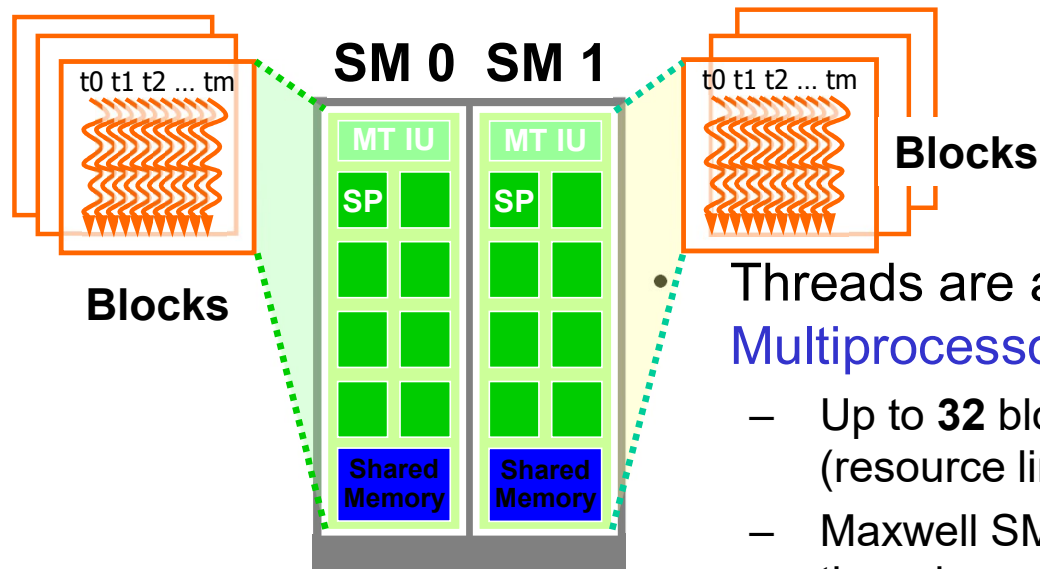 SM 0 SM 1
t0 t1 t2 ... tm
t0 t1 t2 ... tm
MT IU
MT IU
Blocks
SP
SP
Blocks
Threads are a
Multiprocesso
– Up to 32 blo
(resource lin
Shared
Memory
Shared
Memory
– Maxwell SM